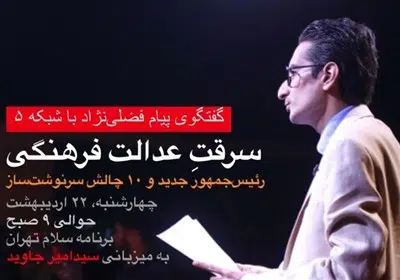 گفتگوی پیام فضلی‌نژاد با شبکه ۵
سرقتِ عدالت فرهنگی
رئیس‌جمهور جدید و ۱۰ چالش سرنوشت‌ساز
چهارشنبه، ۲۲ اردیبهشت
حوالی ۹ صبح
برنامه سلام تهران
به میزبانی سیدامیر جاوید